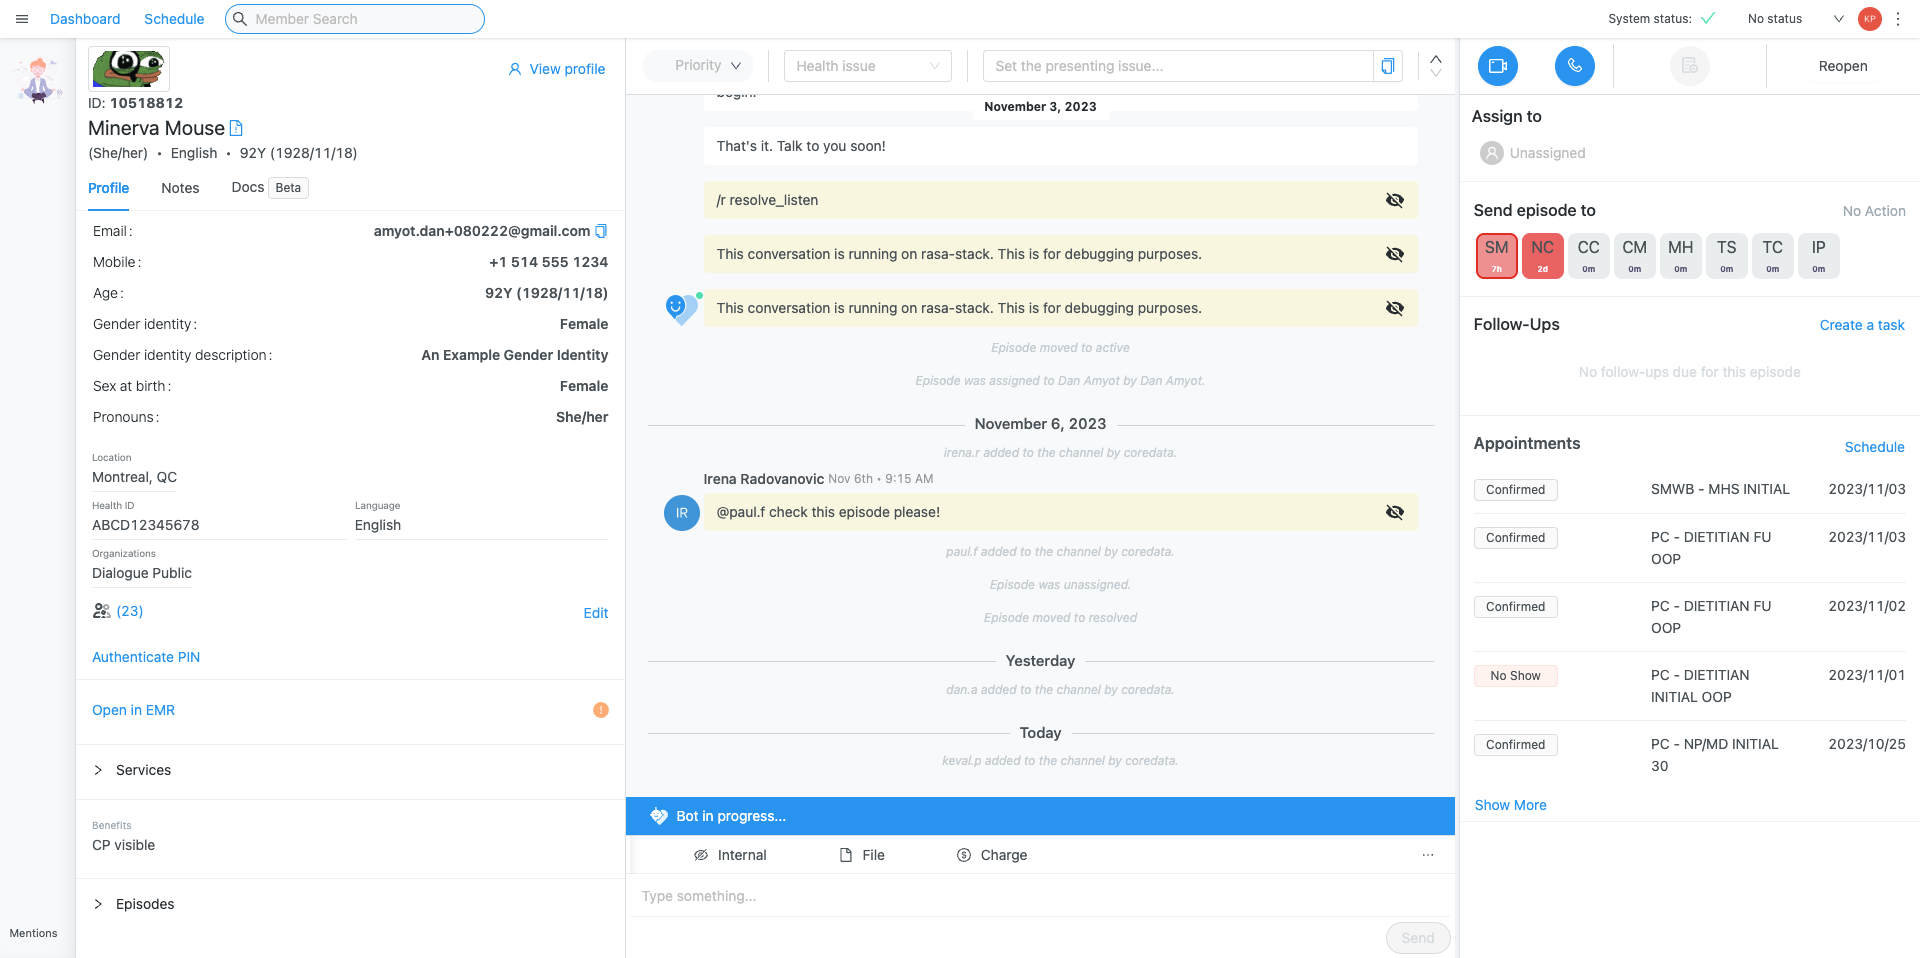 Dashboard
Schedule
Member Search
System status:
No status
KP
ID: 10518812
View profile
Minerva Mouse
(She/her) • English • 92Y (1928/11/18)
Profile
Notes
Docs
Beta
Email:
amyot.dan+080222@gmail.com
Mobile:
+1 514 555 1234
Age:
92Y (1928/11/18)
Gender identity:
Female
Gender identity description:
An Example Gender Identity
Sex at birth:
Female
Pronouns:
She/her
Location
Montreal, QC
Health ID
ABCD12345678
Language
English
Organizations
Dialogue Public
(23)
Edit
Authenticate PIN
Open in EMR
Services
Benefits
CP visible
Episodes
Mentions
Priority
Health issue
Set the presenting issue...
November 3, 2023
That's it. Talk to you soon!
/r resolve_listen
This conversation is running on rasa-stack. This is for debugging purposes.
This conversation is running on rasa-stack. This is for debugging purposes.
Episode moved to active
Episode was assigned to Dan Amyot by Dan Amyot.
November 6, 2023
irena.r added to the channel by coredata.
Irena Radovanovic Nov 6th • 9:15 AM
IR
@paul.f check this episode please!
paul.f added to the channel by coredata.
Episode was unassigned.
Episode moved to resolved
Yesterday
dan.a added to the channel by coredata.
Today
keval.p added to the channel by coredata.
Bot in progress...
Internal
File
Charge
Type something...
Send
Reopen
Assign to
Unassigned
Send episode to
No Action
SM NC CC CM MH TS TC IP
7h 2d 0m 0m 0m 0m 0m 0m
Follow-Ups
Create a task
No follow-ups due for this episode
Appointments
Schedule
Confirmed SMWB - MHS INITIAL 2023/11/03
Confirmed PC - DIETITIAN FU 2023/11/03
OOP
Confirmed PC - DIETITIAN FU 2023/11/02
OOP
No Show PC - DIETITIAN 2023/11/01
INITIAL OOP
Confirmed PC - NP/MD INITIAL 2023/10/25
30
Show More